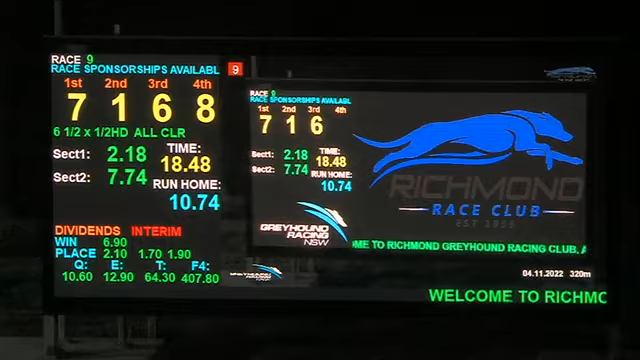 RACE 9
RACE SPONSORSHIPS AVAILABL 9
1st 2nd 3rd 4th
7 1 6 8
6 1/2 x 1/2HD ALL CLR
Sect1: 2.18 TIME: 18.48
Sect2: 7.74 RUN HOME: 10.74
DIVIDENDS INTERIM
WIN 6.90
PLACE 2.10 1.70 1.90
Q: E: T: F4:
10.60 12.90 64.30 407.80
RACE 9
RACE SPONSORSHIPS AVAILABL
1st 2nd 3rd 4th
7 1 6
Sect1: 2.18 TIME: 18.48
Sect2: 7.74 RUN HOME: 10.74
GREYHOUND
RACING
NSW
RICHMOND
RACE CLUB
EST 1956
ME TO RICHMOND GREYHOUND RACING CLUB, A
04.11.2022 320m
WELCOME TO RICHMO